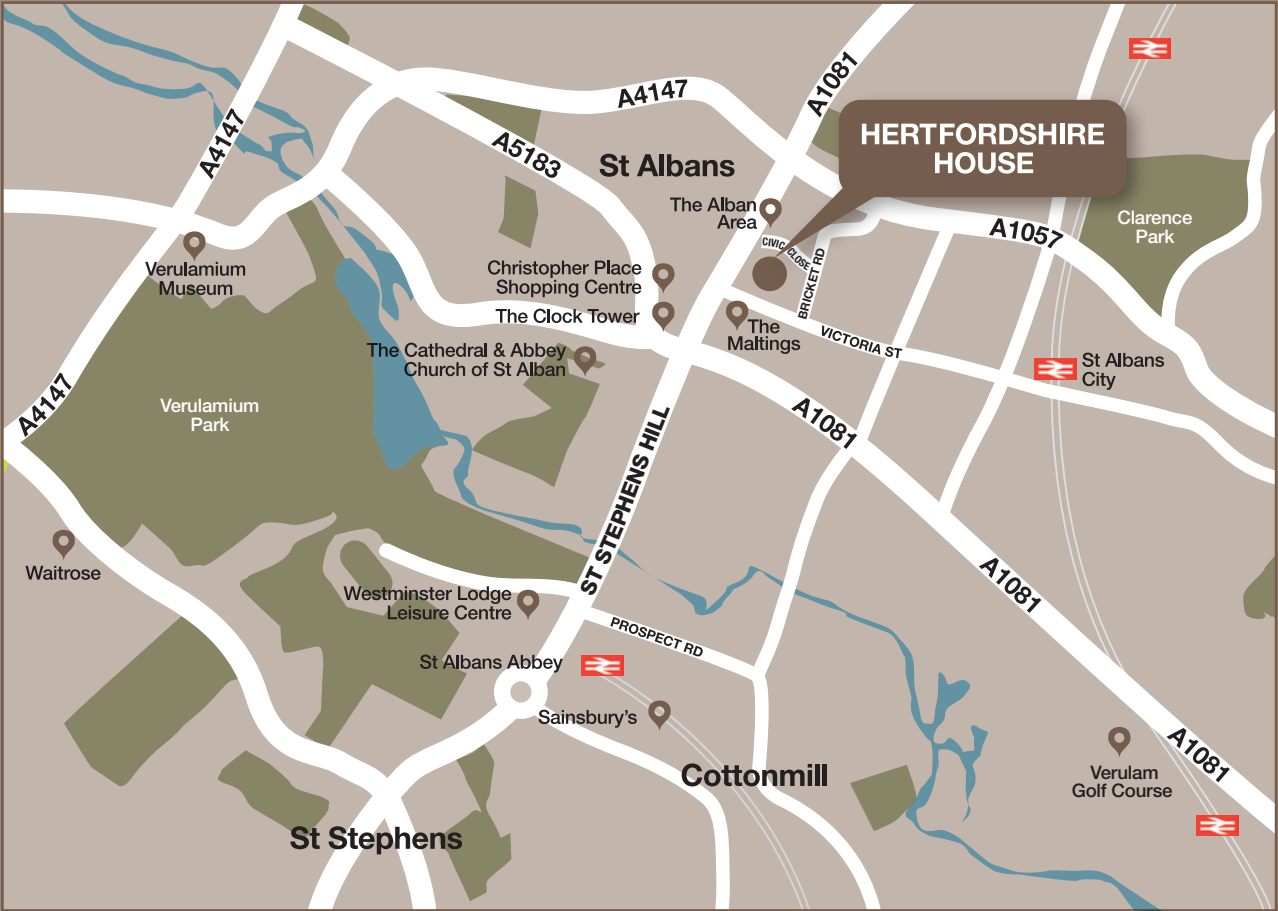 A4147
A1081
HERTFORDSHIRE
HOUSE
A4147
A5183
St Albans
The Alban
Area
Clarence
Park
A1057
CIVIC CLOSE
BRICKET RD
Verulamium
Museum
Christopher Place
Shopping Centre
The Clock Tower
The
Maltings
VICTORIA ST
The Cathedral & Abbey
Church of St Alban
St Albans
City
A4147
Verulamium
Park
A1081
ST STEPHENS HILL
Waitrose
A1081
Westminster Lodge
Leisure Centre
PROSPECT RD
St Albans Abbey
Sainsbury's
Cottonmill
A1081
Verulam
Golf Course
St Stephens